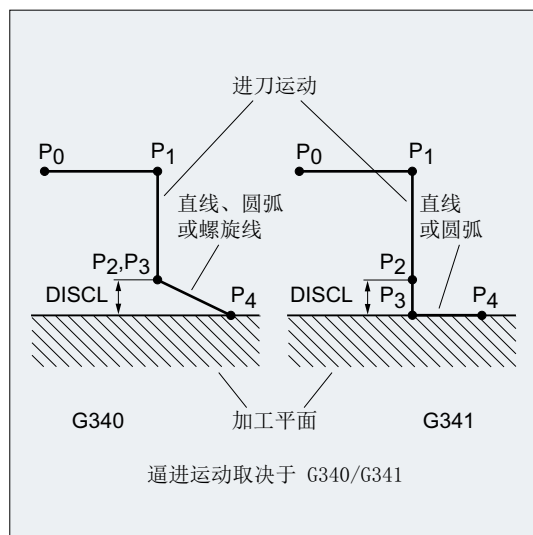 进刀运动
P0
P1
P0
P1
直线、圆弧
或螺旋线
直线
或圆弧
P2,P3
P2
DISCL
P4
DISCL
P3
P4
G340
加工平面
G341
逼进运动取决于 G340/G341